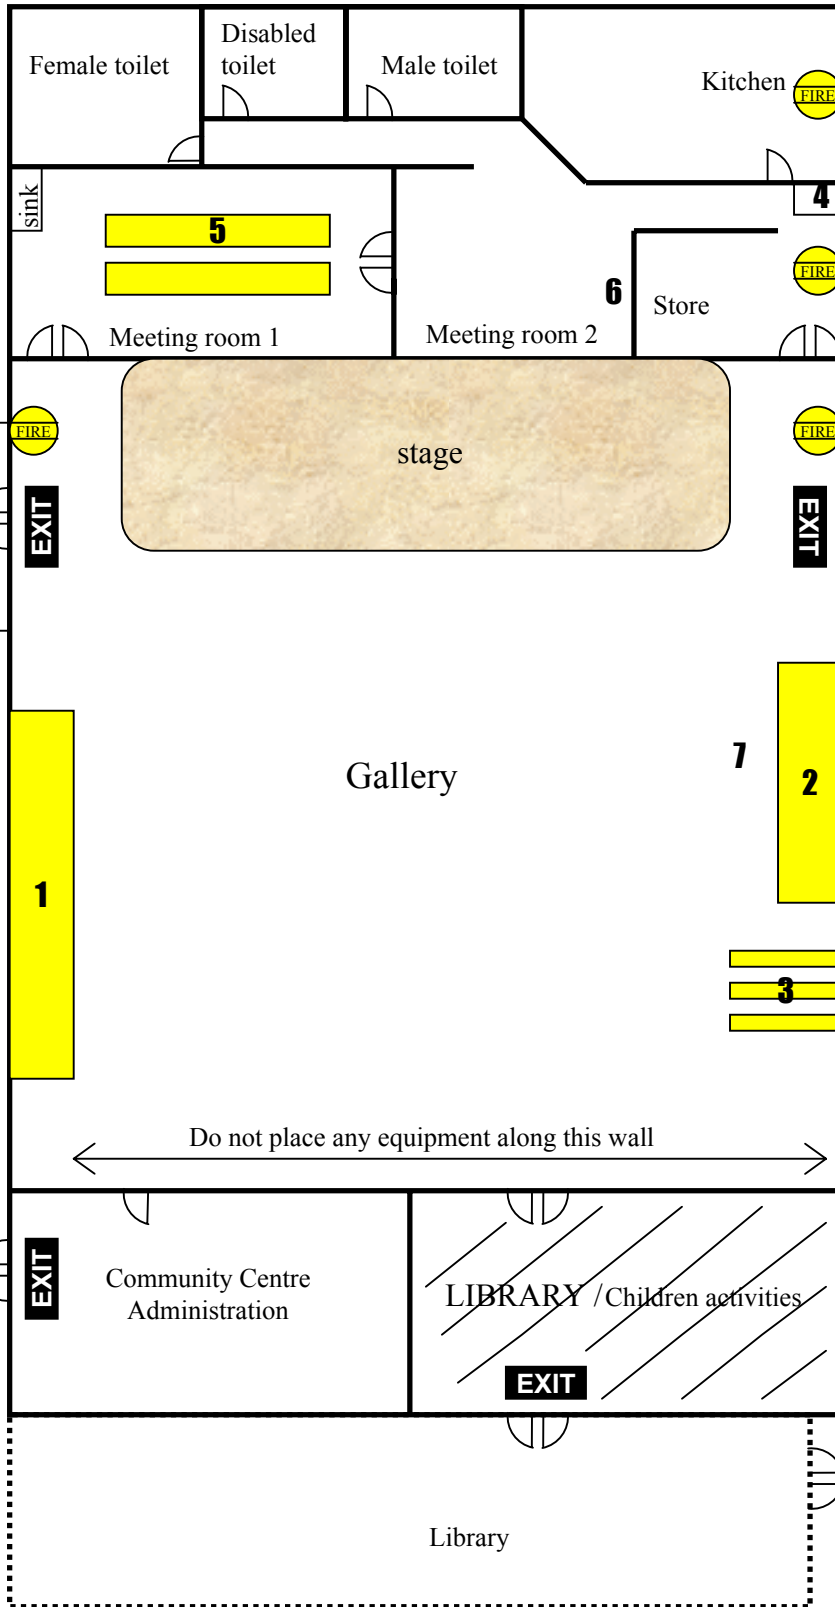 Female toilet
Disabled
toilet
Male toilet
Kitchen
FIRE
sink
4
5
FIRE
6
Store
Meeting room 1
Meeting room 2
FIRE
stage
FIRE
EXIT
EXIT
Gallery
7
2
1
3
Do not place any equipment along this wall
EXIT
Community Centre
Administration
LIBRARY /Children activities
EXIT
Library